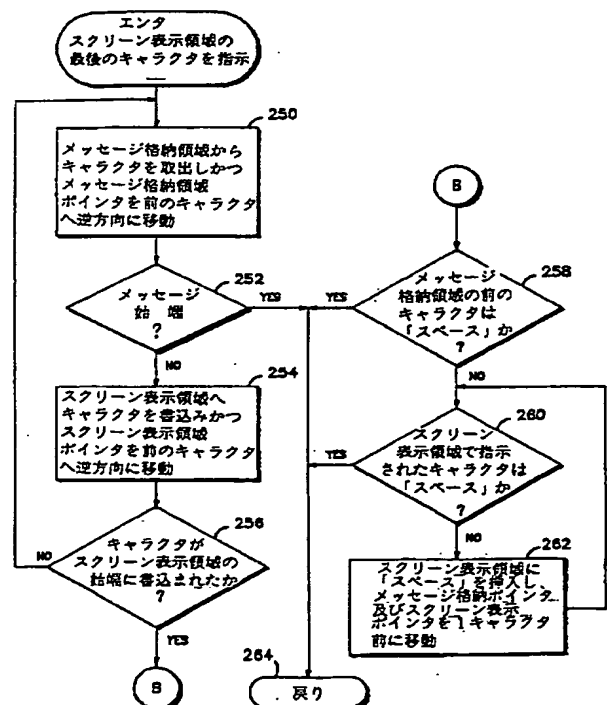 エンタ
スクリーン表示領域の
最後のキャラクタを指示
250
メッセージ格納領域から
キャラクタを取出しかつ
メッセージ格納領域
ポインタを前のキャラクタ
へ逆方向に移動
252
メッセージ
始端
?
YES
NO
254
スクリーン表示領域へ
キャラクタを書込みかつ
スクリーン表示領域
ポインタを前のキャラクタ
へ逆方向に移動
256
キャラクタが
スクリーン表示領域の
始端に書込まれたか
?
NO
YES
B
B
258
メッセージ
格納領域の前の
キャラクタは
「スペース」か
?
YES
NO
260
スクリーン
表示領域で指示
されたキャラクタは
「スペース」か
?
YES
NO
262
スクリーン表示領域に
「スペース」を挿入し、
メッセージ格納ポインタ
及びスクリーン表示
ポインタを1キャラクタ
前に移動
264
戻り